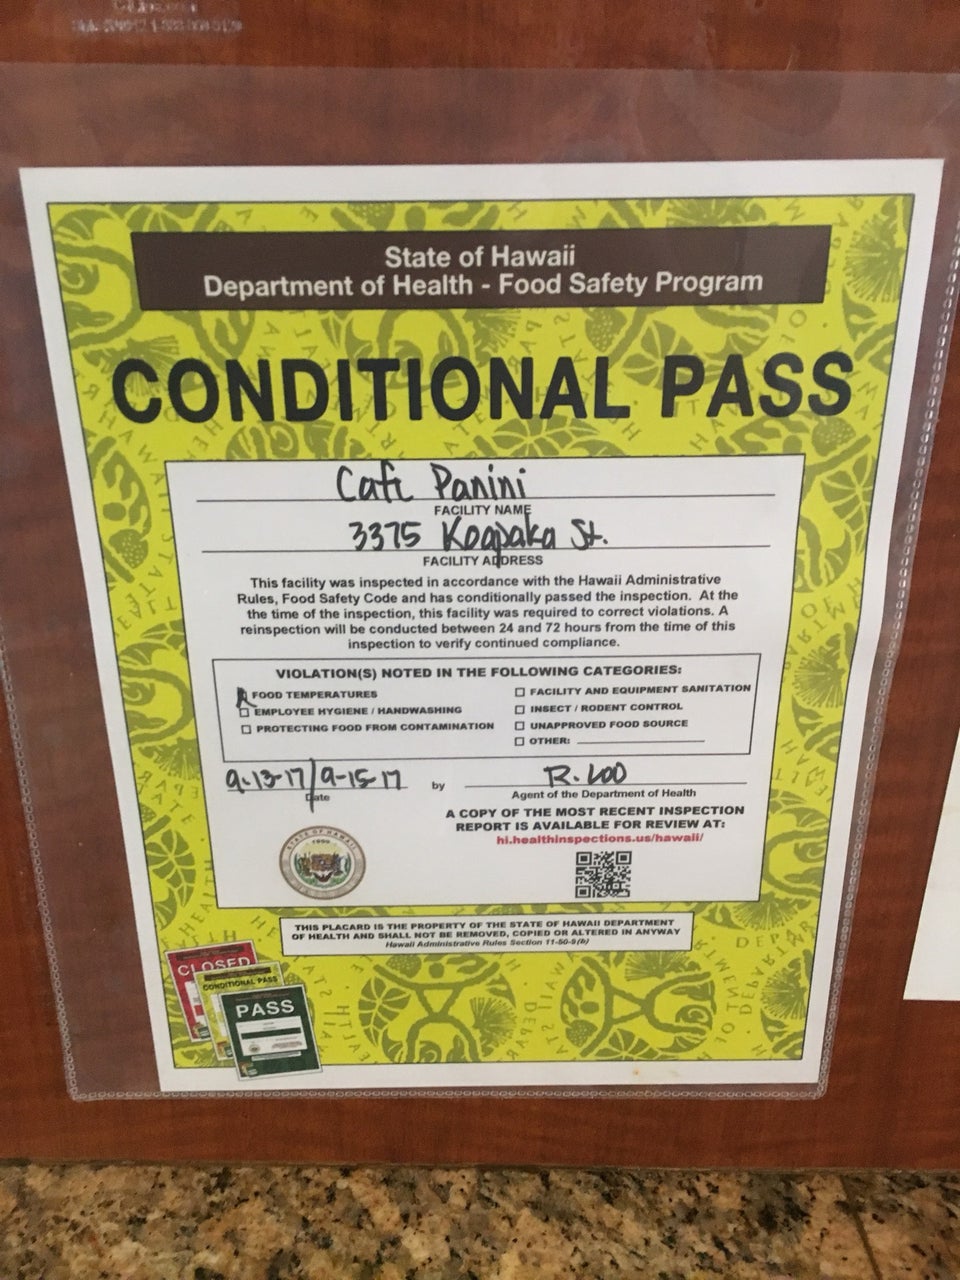 State of Hawaii
Department of Health - Food Safety Program
CONDITIONAL PASS
Cafe Panini
FACILITY NAME
3375 Koapaka St.
FACILITY ADDRESS
This facility was inspected in accordance with the Hawaii Administrative
Rules, Food Safety Code and has conditionally passed the inspection. At the
the time of the inspection, this facility was required to correct violations. A
reinspection will be conducted between 24 and 72 hours from the time of this
inspection to verify continued compliance.
VIOLATION(S) NOTED IN THE FOLLOWING CATEGORIES:
FOOD TEMPERATURES
EMPLOYEE HYGIENE / HANDWASHING
PROTECTING FOOD FROM CONTAMINATION
FACILITY AND EQUIPMENT SANITATION
INSECT / RODENT CONTROL
UNAPPROVED FOOD SOURCE
OTHER:
9-13-17/9-15-17 by R. Loo
Date
Agent of the Department of Health
A COPY OF THE MOST RECENT INSPECTION
REPORT IS AVAILABLE FOR REVIEW AT:
hi.healthinspections.us/hawaii/
STATE OF HAWAII
1959
THIS PLACARD IS THE PROPERTY OF THE STATE OF HAWAII DEPARTMENT
OF HEALTH AND SHALL NOT BE REMOVED, COPIED OR ALTERED IN ANYWAY
Hawaii Administrative Rules Section 11-50-9(h)
CLOSED
CONDITIONAL PASS
PASS